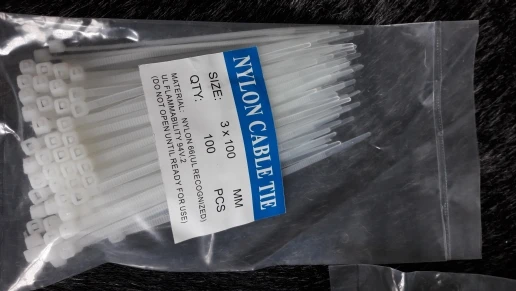 NYLON CABLE TIE
SIZE: 3 x 100 MM
QTY: 100 PCS
MATERIAL: NYLON 66(UL RECOGNIZED)
UL FLAMMABILITY 94V 2
(DO NOT OPEN UNTIL READY FOR USE)